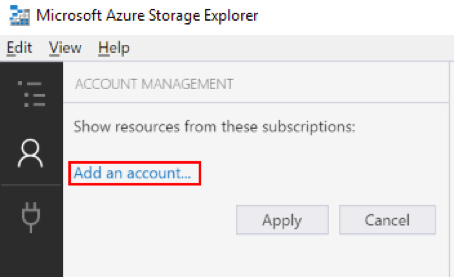 Microsoft Azure Storage Explorer
Edit View Help
ACCOUNT MANAGEMENT
Show resources from these subscriptions:
Add an account...
Apply Cancel